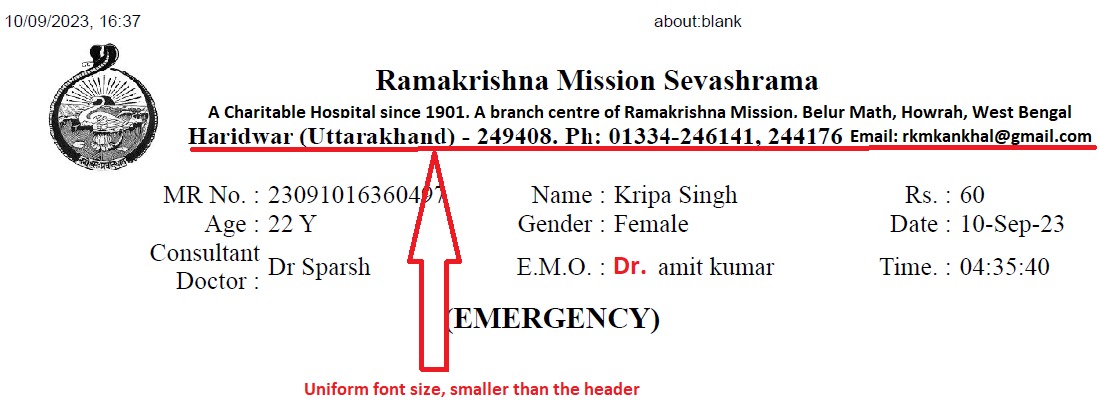 10/09/2023, 16:37 about:blank
Ramakrishna Mission Sevashrama
A Charitable Hospital since 1901. A branch centre of Ramakrishna Mission. Belur Math, Howrah, West Bengal
Haridwar (Uttarakhand) - 249408. Ph: 01334-246141, 244176 Email: rkmkankhal@gmail.com
MR No. : 23091016360497 Name : Kripa Singh Rs. : 60
Age : 22 Y Gender : Female Date : 10-Sep-23
Consultant
Doctor : Dr Sparsh E.M.O. : Dr. amit kumar Time. : 04:35:40
(EMERGENCY)
Uniform font size, smaller than the header